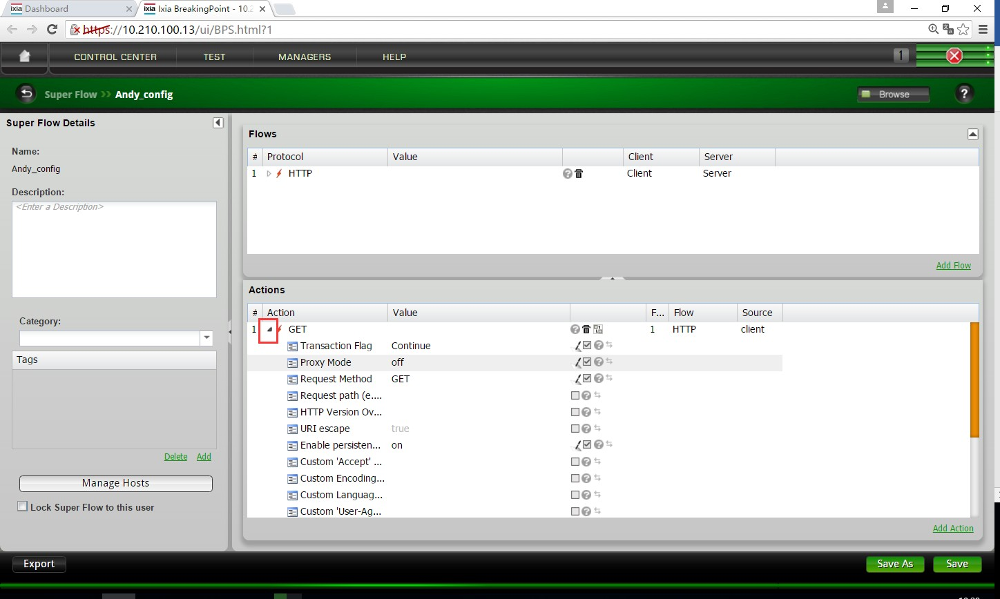 ixia Dashboard
ixia Ixia BreakingPoint - 10.2
https://10.210.100.13/ui/BPS.html?1
CONTROL CENTER TEST MANAGERS HELP 1
Super Flow >> Andy_config Browse ?
Super Flow Details
Name:
Andy_config
Description:
<Enter a Description>
Category:
Tags
Delete Add
Manage Hosts
Lock Super Flow to this user
Flows
# Protocol Value Client Server
1 HTTP Client Server
Add Flow
Actions
# Action Value F... Flow Source
1 GET 1 HTTP client
Transaction Flag Continue
Proxy Mode off
Request Method GET
Request path (e....
HTTP Version Ov...
URI escape true
Enable persisten... on
Custom 'Accept' ...
Custom Encoding...
Custom Languag...
Custom 'User-Ag...
Add Action
Export Save As Save